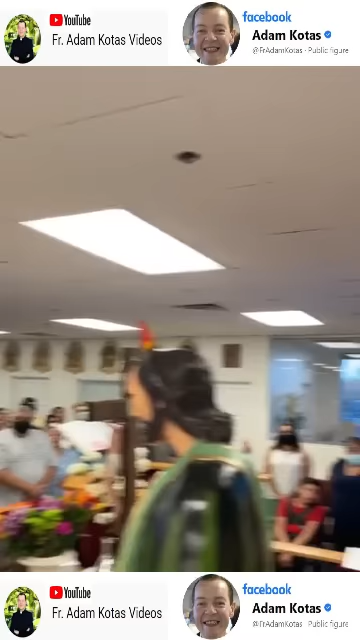 YouTube
Fr. Adam Kotas Videos
facebook
Adam Kotas
@FrAdamKotas · Public figure
YouTube
Fr. Adam Kotas Videos
facebook
Adam Kotas
@FrAdamKotas · Public figure